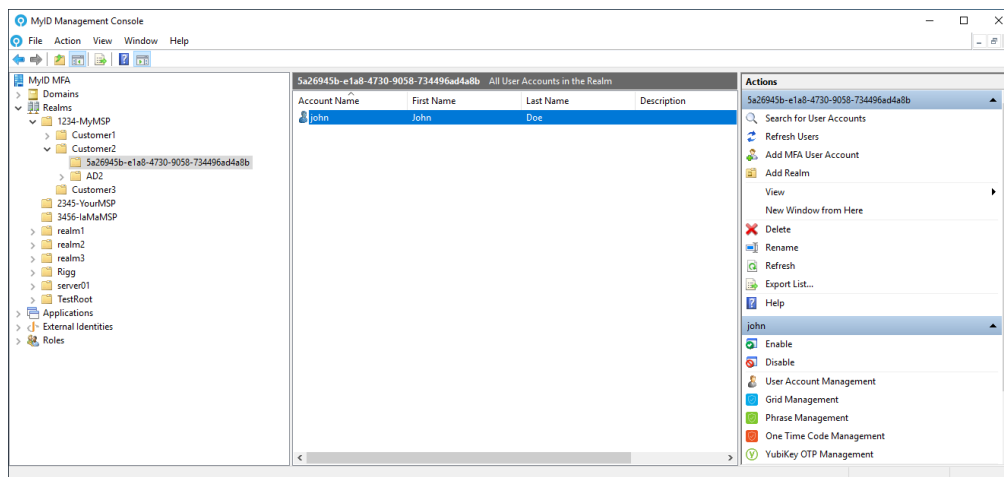 MyID Management Console
File Action View Window Help
MyID MFA
Domains
Realms
1234-MyMSP
Customer1
Customer2
5a26945b-e1a8-4730-9058-734496ad4a8b
AD2
Customer3
2345-YourMSP
3456-IaMaMSP
realm1
realm2
realm3
Rigg
server01
TestRoot
Applications
External Identities
Roles
5a26945b-e1a8-4730-9058-734496ad4a8b All User Accounts in the Realm
Account Name First Name Last Name Description
john John Doe
Actions
5a26945b-e1a8-4730-9058-734496ad4a8b
Search for User Accounts
Refresh Users
Add MFA User Account
Add Realm
View
New Window from Here
Delete
Rename
Refresh
Export List...
Help
john
Enable
Disable
User Account Management
Grid Management
Phrase Management
One Time Code Management
YubiKey OTP Management